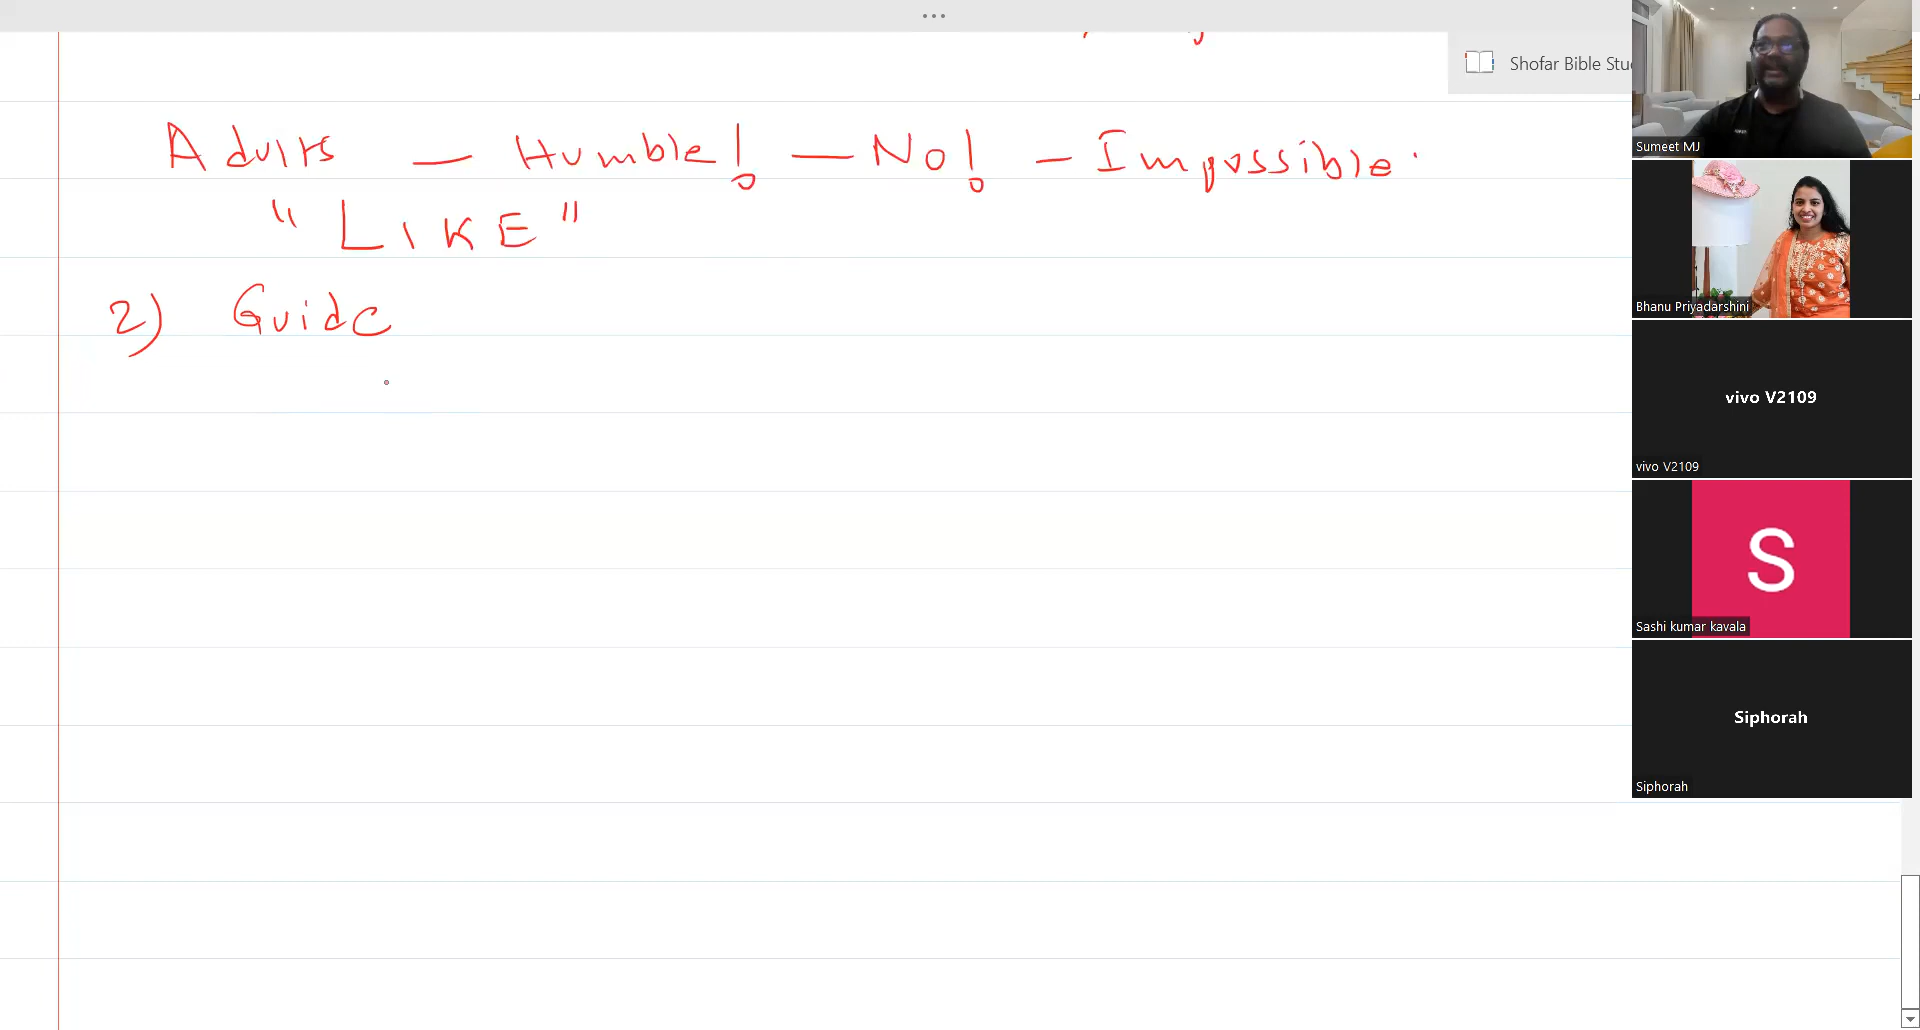 Shofar Bible Stu
Adults — Humble! — No! — Impossible.
"LIKE"
2) Guide
Sumeet MJ
Bhanu Priyadarshini
vivo V2109
vivo V2109
S
Sashi kumar kavala
Siphorah
Siphorah